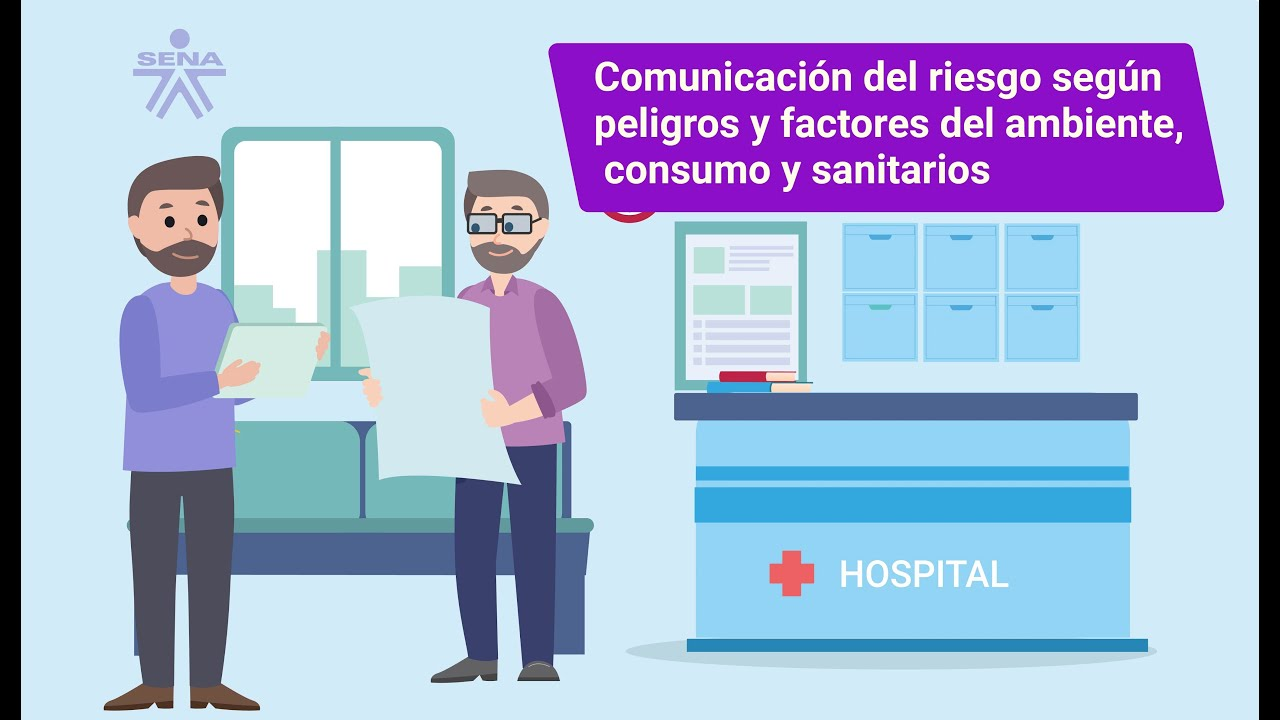 SENA
Comunicación del riesgo según
peligros y factores del ambiente,
consumo y sanitarios
HOSPITAL